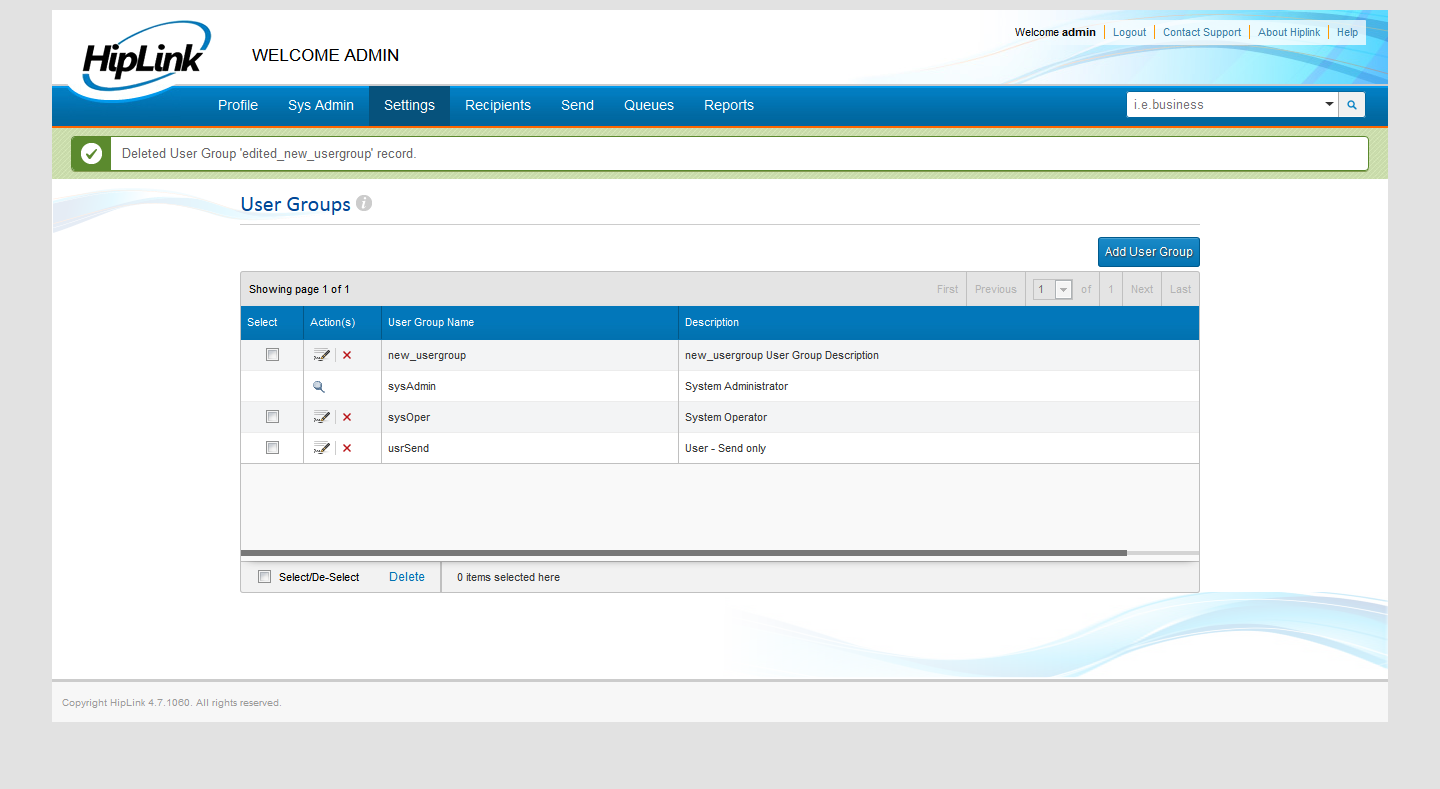 HipLink
WELCOME ADMIN
Welcome admin Logout Contact Support About Hiplink Help
Profile Sys Admin Settings Recipients Send Queues Reports
i.e.business
Deleted User Group 'edited_new_usergroup' record.
User Groups i
Add User Group
Showing page 1 of 1 First Previous 1 of 1 Next Last
Select Action(s) User Group Name Description
new_usergroup new_usergroup User Group Description
sysAdmin System Administrator
sysOper System Operator
usrSend User - Send only
Select/De-Select Delete 0 items selected here
Copyright HipLink 4.7.1060. All rights reserved.